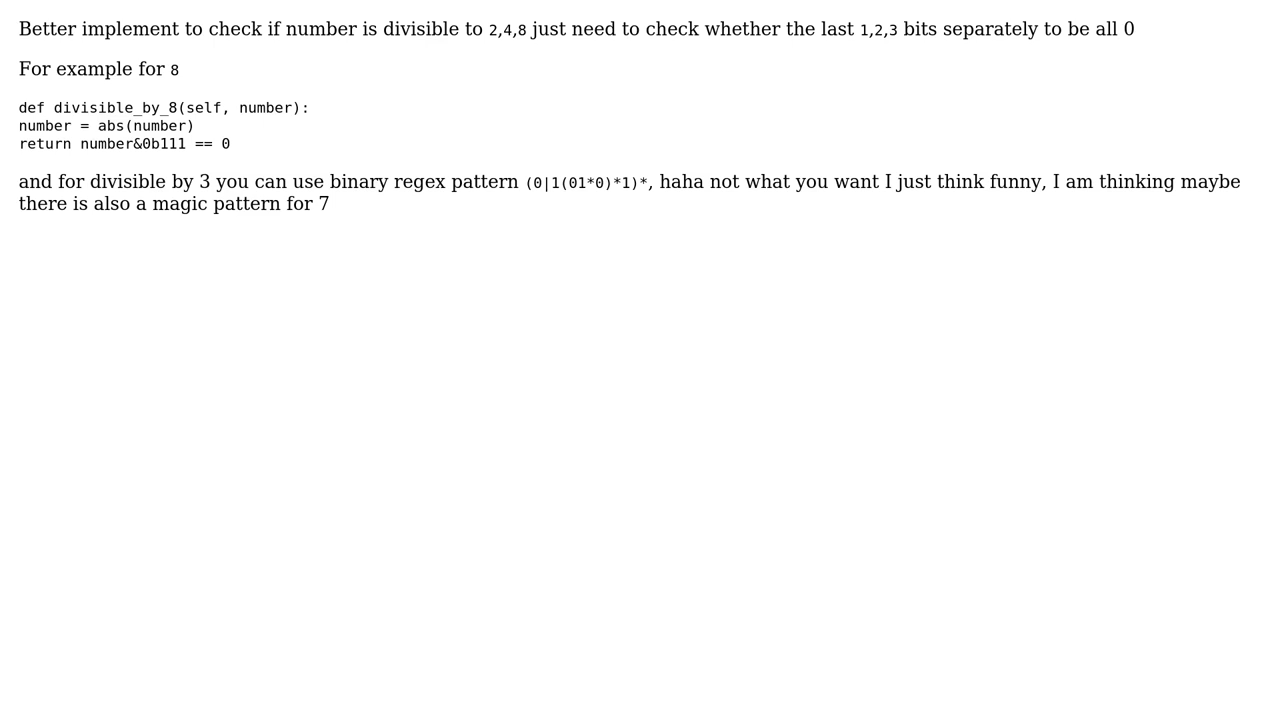 Better implement to check if number is divisible to 2,4,8 just need to check whether the last 1,2,3 bits separately to be all 0
For example for 8
def divisible_by_8(self, number):
number = abs(number)
return number&0b111 == 0
and for divisible by 3 you can use binary regex pattern (0|1(01*0)*1)*, haha not what you want I just think funny, I am thinking maybe
there is also a magic pattern for 7